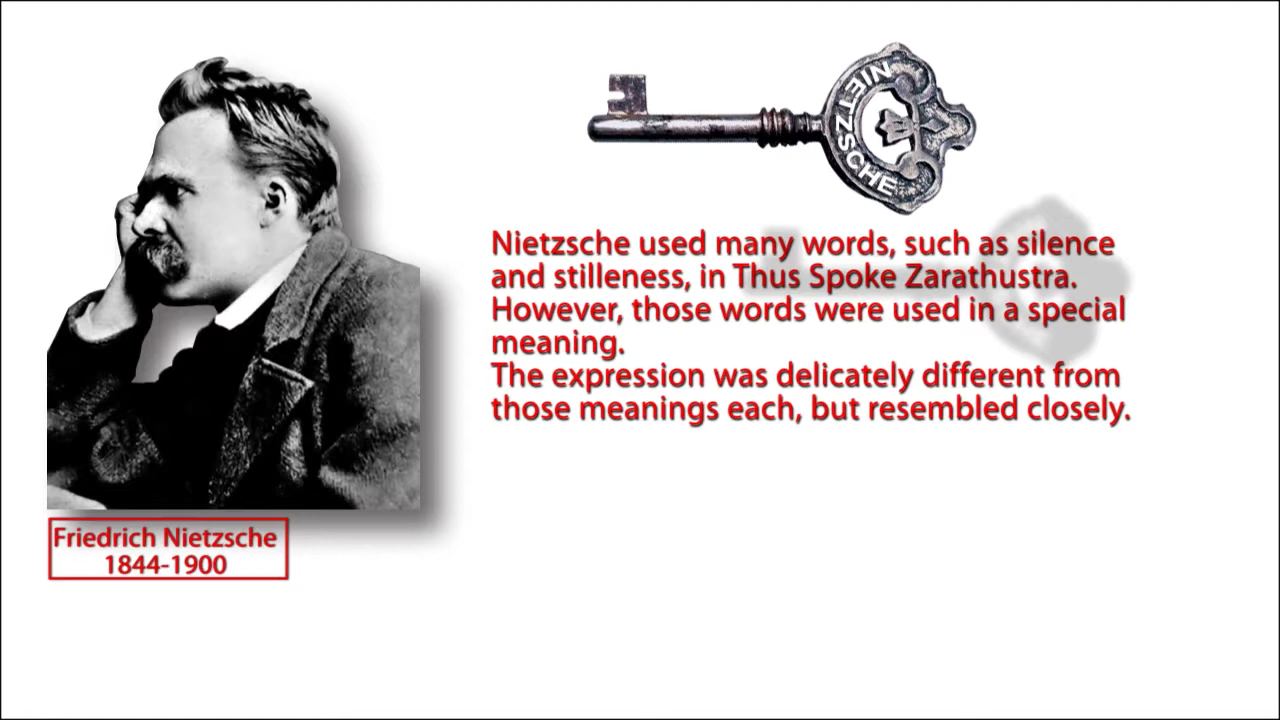 NIETZSCHE
Nietzsche used many words, such as silence
and stilleness, in Thus Spoke Zarathustra.
However, those words were used in a special
meaning.
The expression was delicately different from
those meanings each, but resembled closely.
Friedrich Nietzsche
1844-1900